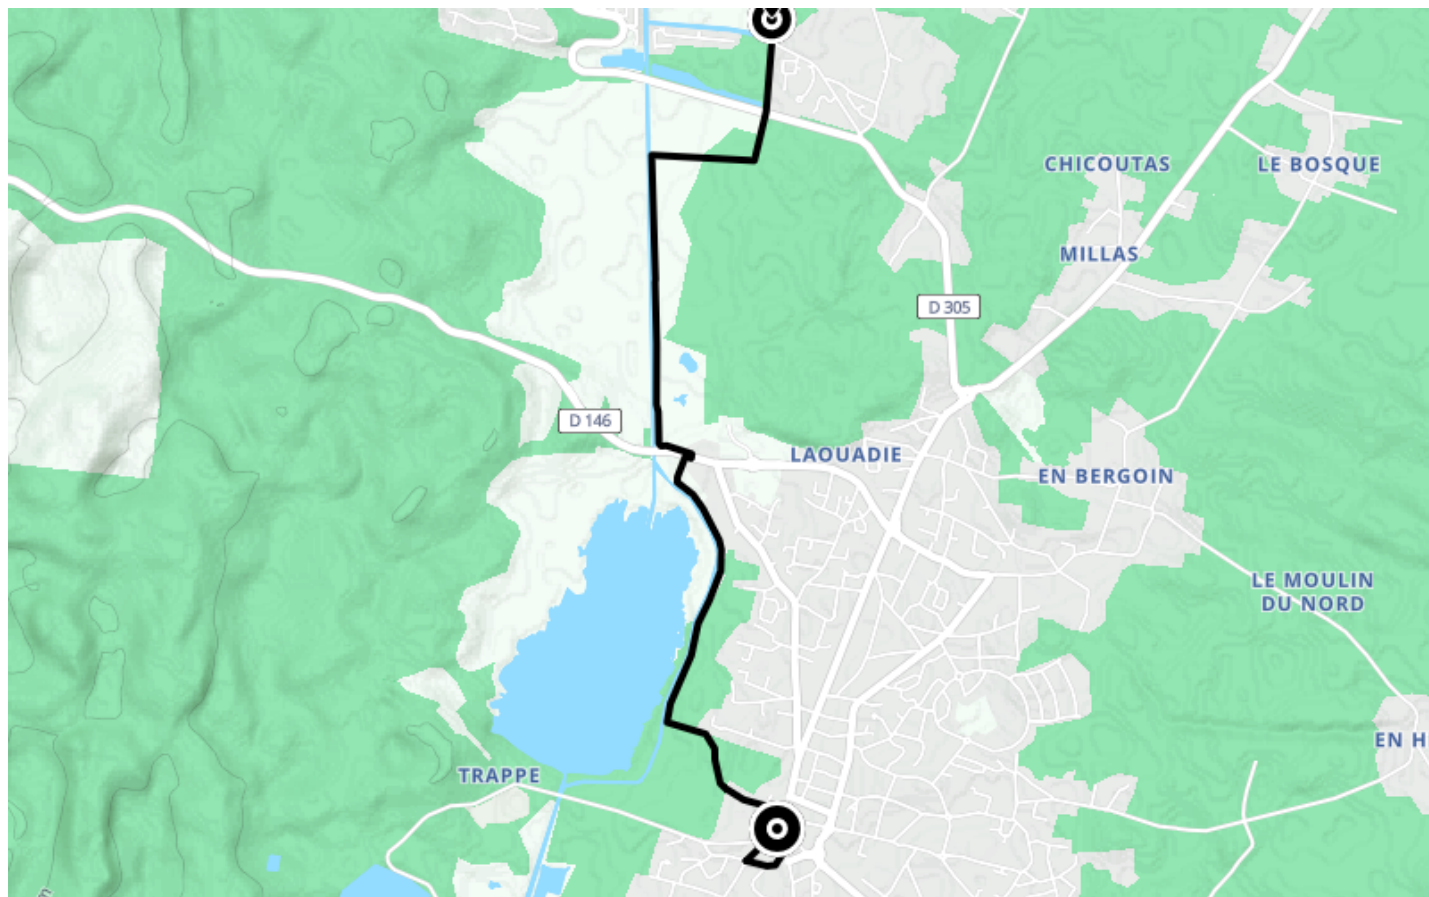 CHICOUTAS
LE BOSQUE
MILLAS
D 305
D 146
LAOUADIE
EN BERGOIN
LE MOULIN
DU NORD
EN H
TRAPPE